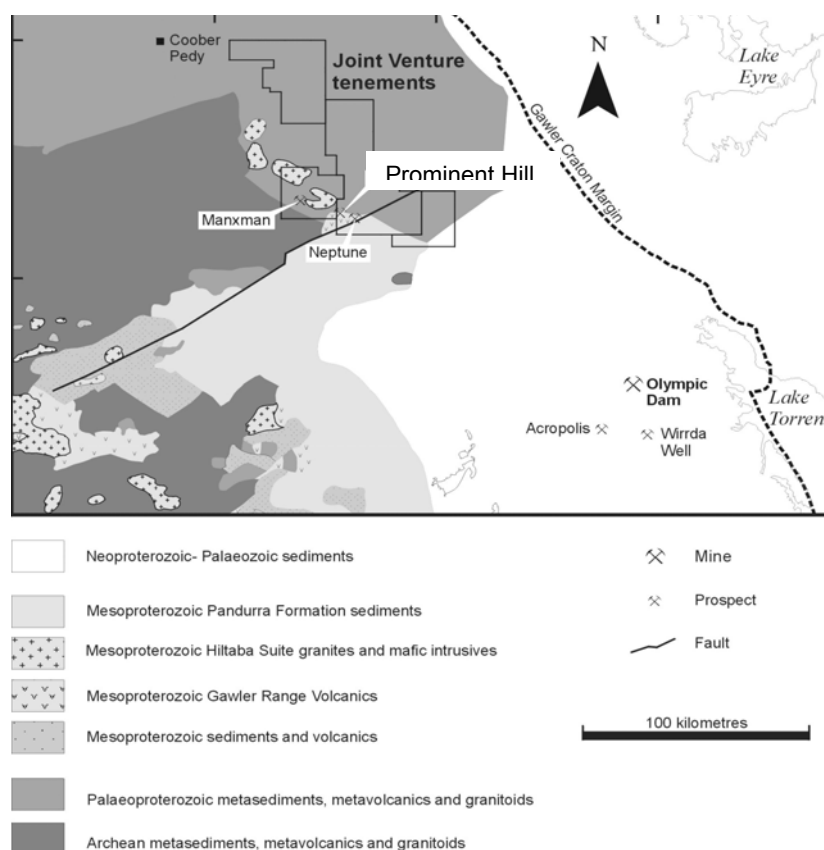 Coober
Pedy
Joint Venture
tenements
N
Lake
Eyre
Gawler Craton Margin
Prominent Hill
Manxman
Neptune
Olympic
Dam
Lake
Torren
Acropolis
Wirrda
Well
Neoproterozoic- Palaeozoic sediments
Mesoproterozoic Pandurra Formation sediments
Mesoproterozoic Hiltaba Suite granites and mafic intrusives
Mesoproterozoic Gawler Range Volcanics
Mesoproterozoic sediments and volcanics
Palaeoproterozoic metasediments, metavolcanics and granitoids
Archean metasediments, metavolcanics and granitoids
Mine
Prospect
Fault
100 kilometres